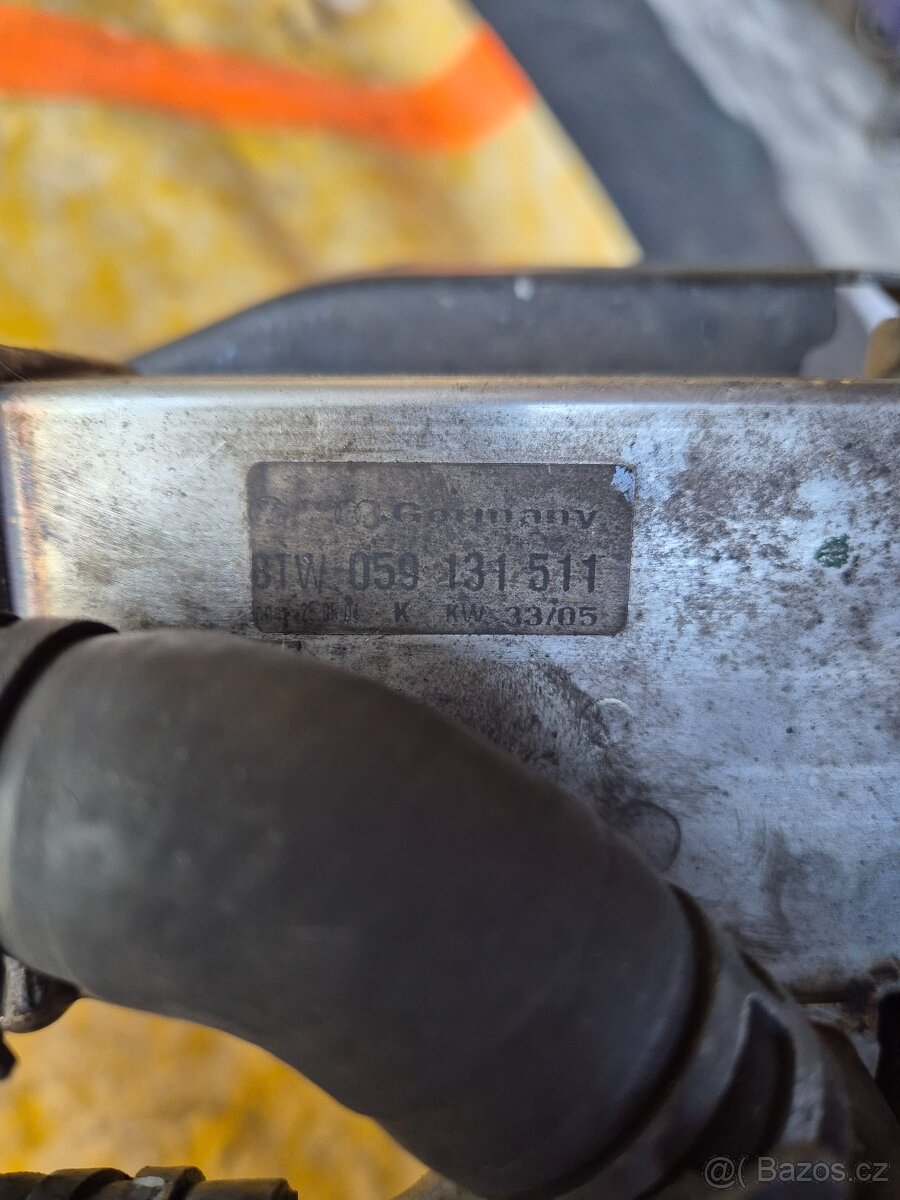 Germany
BTW 059 131 511
K KW 33/05
@( Bazos.cz